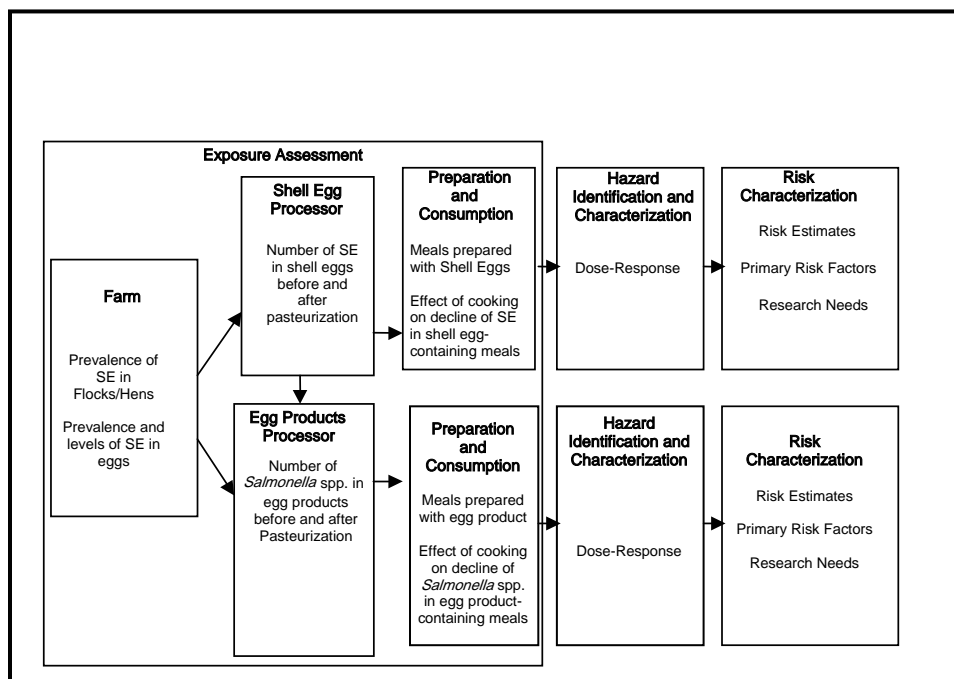 Exposure Assessment
Farm
Prevalence of
SE in
Flocks/Hens
Prevalence and
levels of SE in
eggs
Shell Egg
Processor
Number of SE
in shell eggs
before and
after
pasteurization
Preparation
and
Consumption
Meals prepared
with Shell Eggs
Effect of cooking
on decline of SE
in shell egg-
containing meals
Hazard
Identification and
Characterization
Dose-Response
Risk
Characterization
Risk Estimates
Primary Risk Factors
Research Needs
Egg Products
Processor
Number of
Salmonella spp. in
egg products
before and after
Pasteurization
Preparation
and
Consumption
Meals prepared
with egg product
Effect of cooking
on decline of
Salmonella spp.
in egg product-
containing meals
Hazard
Identification and
Characterization
Dose-Response
Risk
Characterization
Risk Estimates
Primary Risk Factors
Research Needs